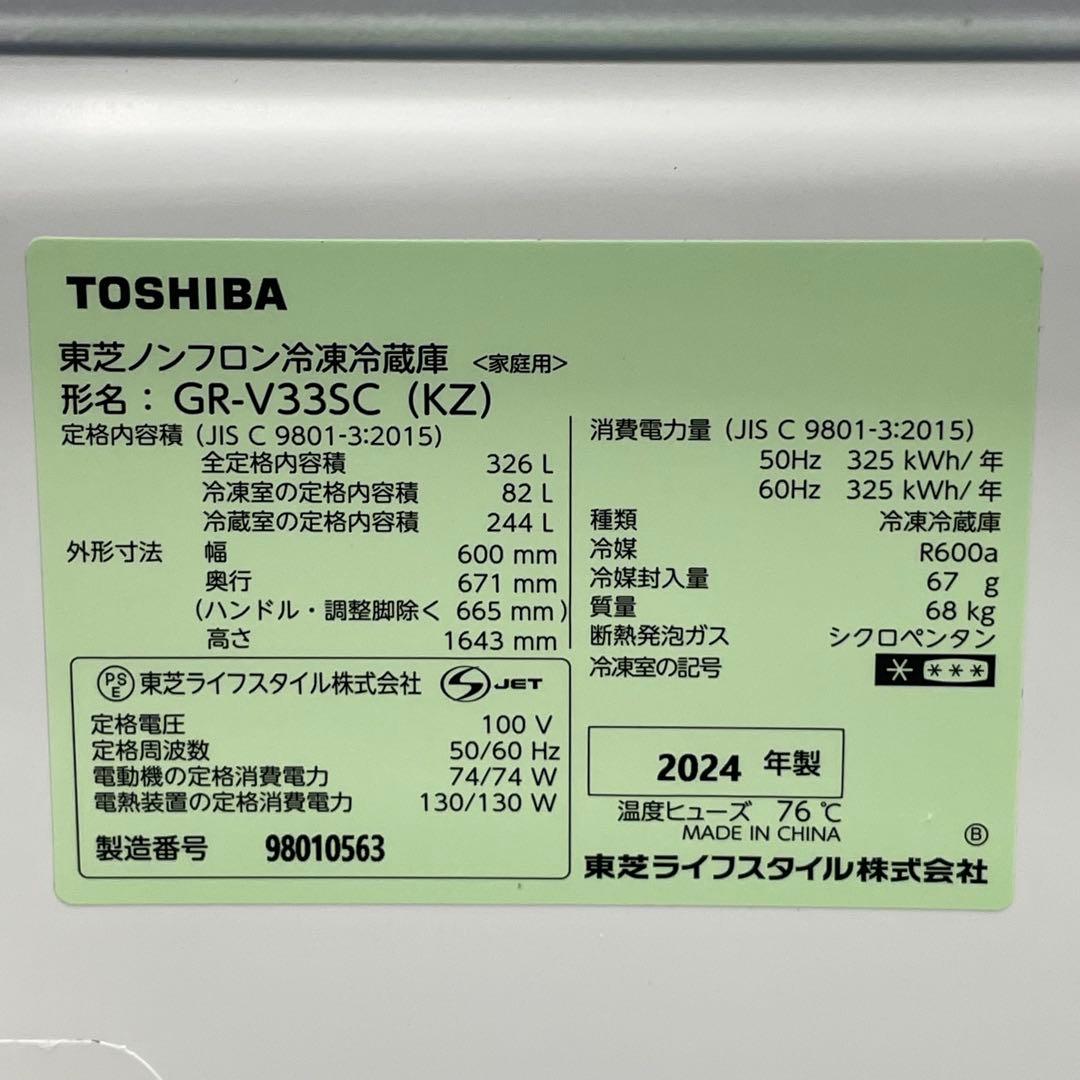 TOSHIBA
東芝ノンフロン冷凍冷蔵庫 <家庭用>
形名： GR-V33SC (KZ)
定格内容積 (JIS C 9801-3:2015)
全定格内容積 326 L
冷凍室の定格内容積 82 L
冷蔵室の定格内容積 244 L
外形寸法 幅 600 mm
奥行 671 mm
(ハンドル・調整脚除く 665 mm)
高さ 1643 mm
PSE 東芝ライフスタイル株式会社 S JET
定格電圧 100 V
定格周波数 50/60 Hz
電動機の定格消費電力 74/74 W
電熱装置の定格消費電力 130/130 W
製造番号 98010563
消費電力量 (JIS C 9801-3:2015)
50Hz 325 kWh/年
60Hz 325 kWh/年
種類 冷凍冷蔵庫
冷媒 R600a
冷媒封入量 67 g
質量 68 kg
断熱発泡ガス シクロペンタン
冷凍室の記号 * ***
2024 年製
温度ヒューズ 76 ℃
MADE IN CHINA Ⓑ
東芝ライフスタイル株式会社